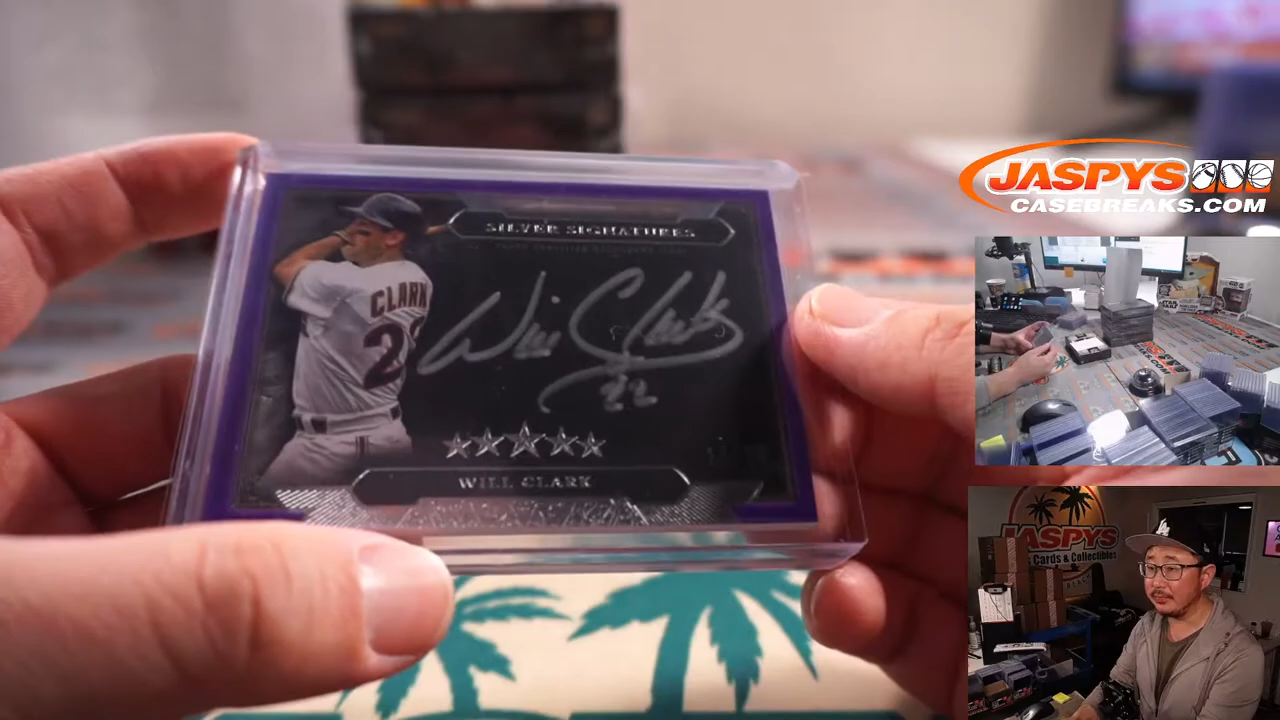 SILVER SIGNATURES
CLARK
22
Will Clark
22
WILL CLARK
JASPYS
CASEBREAKS.COM
JASPYS
Cards & Collectibles